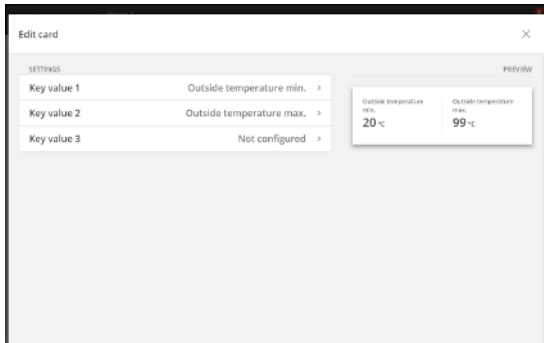 Edit card
SETTINGS
PREVIEW
Key value 1 Outside temperature min.
Key value 2 Outside temperature max.
Key value 3 Not configured
Outside temperature
min.
20 °C
Outside temperature
max.
99 °C